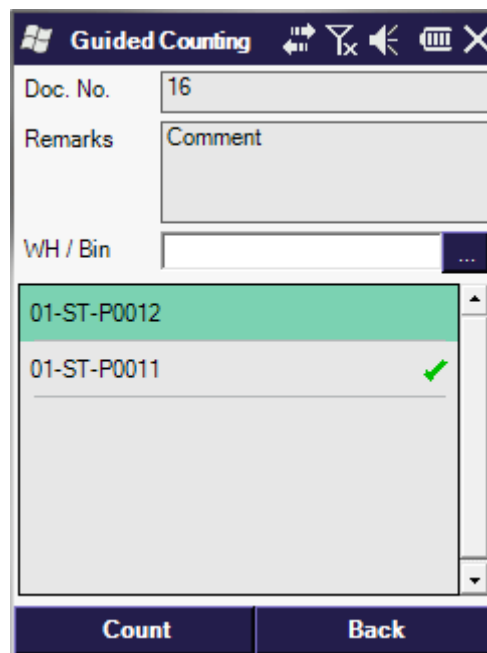 Guided Counting
Doc. No. 16
Remarks Comment
WH / Bin ...
01-ST-P0012
01-ST-P0011
Count Back